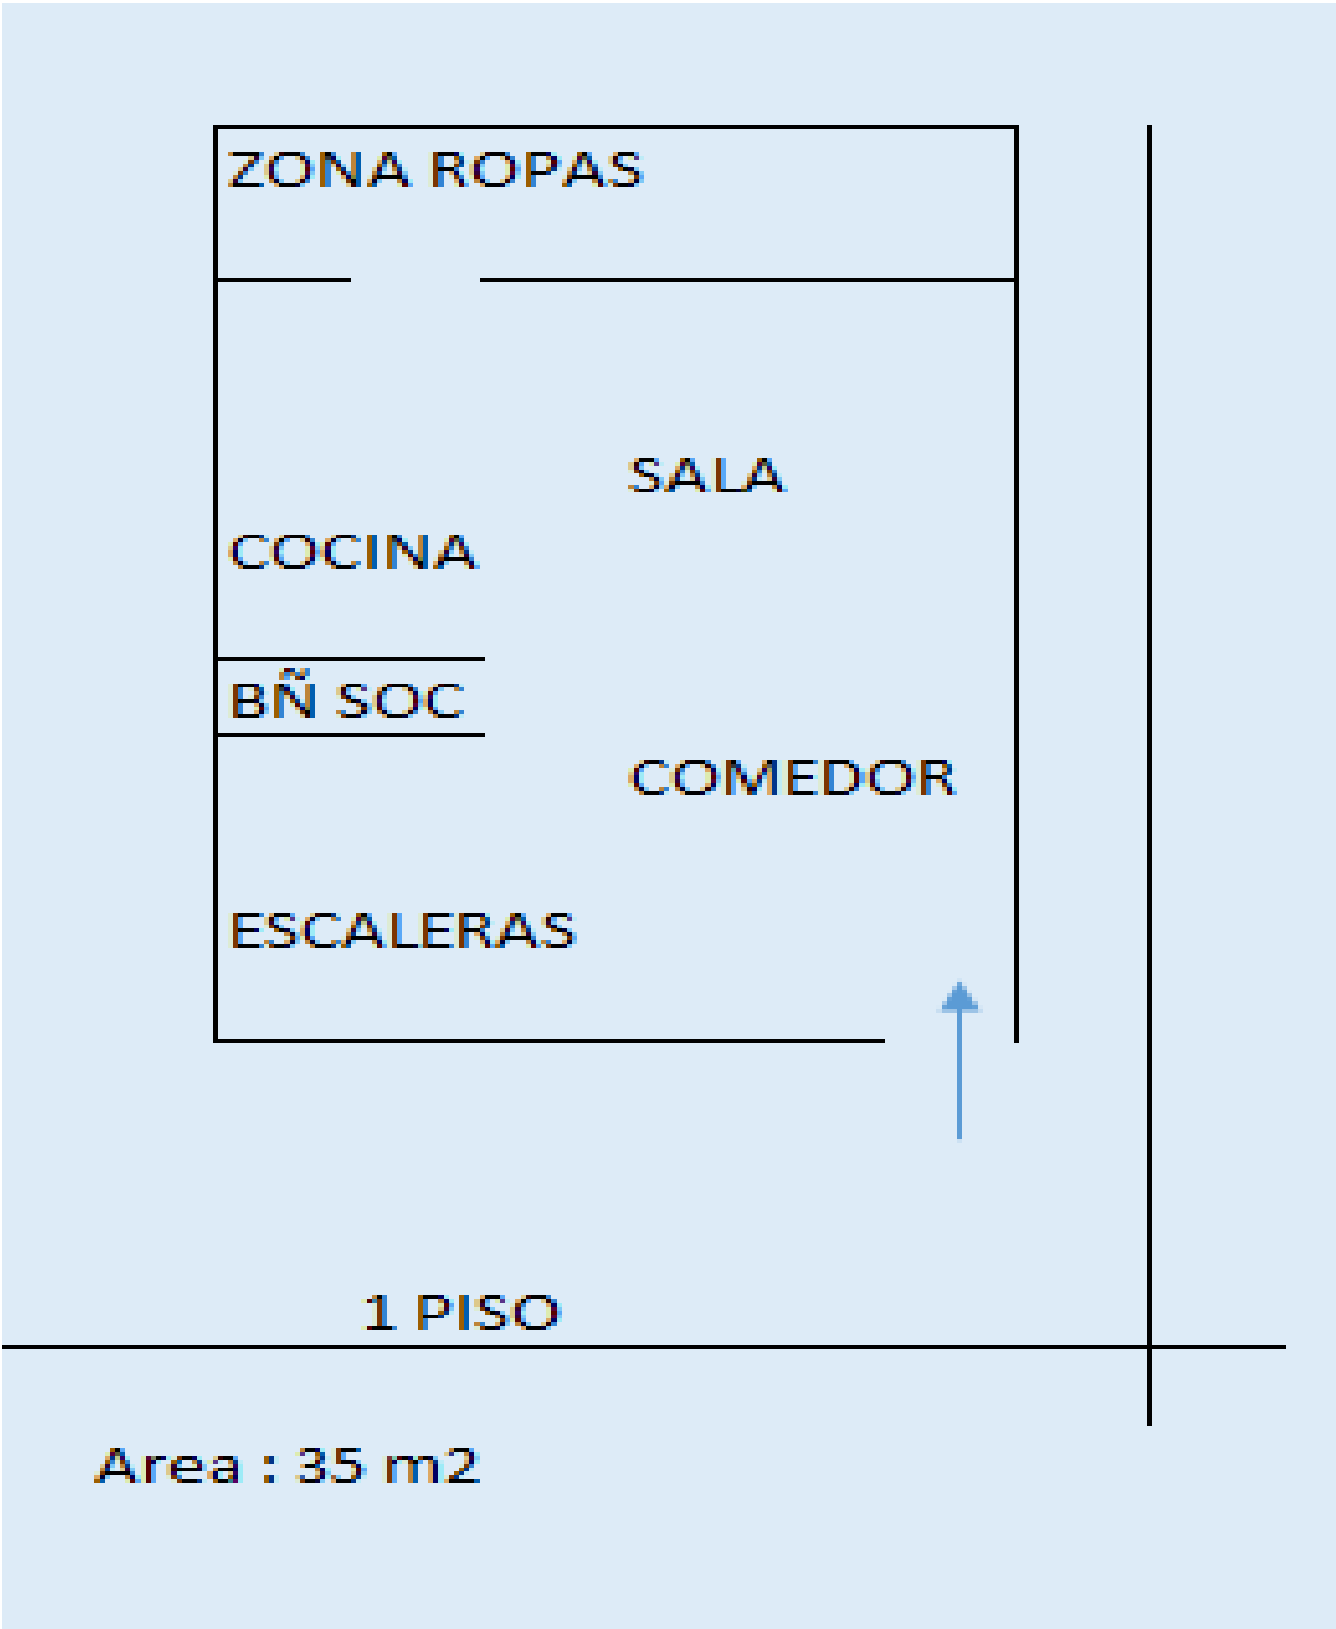 ZONA ROPAS
SALA
COCINA
BÑ SOC
COMEDOR
ESCALERAS
1 PISO
Area : 35 m2